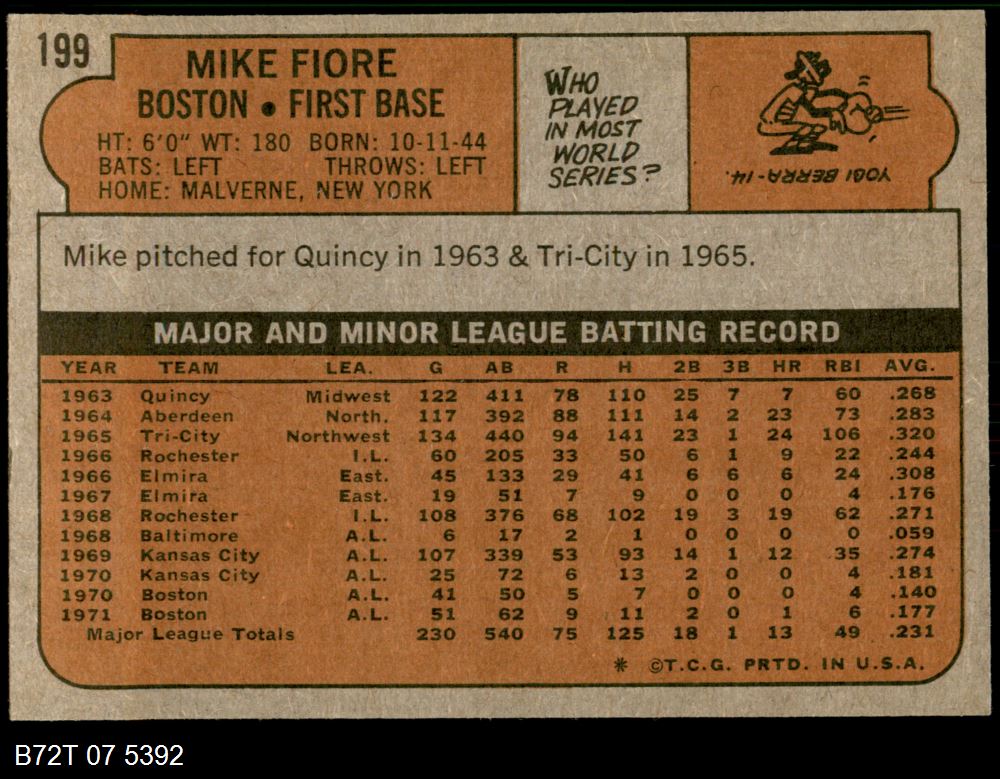 199
MIKE FIORE
BOSTON • FIRST BASE
HT: 6'0" WT: 180 BORN: 10-11-44
BATS: LEFT THROWS: LEFT
HOME: MALVERNE, NEW YORK
WHO
PLAYED
IN MOST
WORLD
SERIES?
YOGI BERRA-14.
Mike pitched for Quincy in 1963 & Tri-City in 1965.
MAJOR AND MINOR LEAGUE BATTING RECORD
YEAR TEAM LEA. G AB R H 2B 3B HR RBI AVG.
1963 Quincy Midwest 122 411 78 110 25 7 7 60 .268
1964 Aberdeen North. 117 392 88 111 14 2 23 73 .283
1965 Tri-City Northwest 134 440 94 141 23 1 24 106 .320
1966 Rochester I.L. 60 205 33 50 6 1 9 22 .244
1966 Elmira East. 45 133 29 41 6 6 6 24 .308
1967 Elmira East. 19 51 7 9 0 0 0 4 .176
1968 Rochester I.L. 108 376 68 102 19 3 19 62 .271
1968 Baltimore A.L. 6 17 2 1 0 0 0 0 .059
1969 Kansas City A.L. 107 339 53 93 14 1 12 35 .274
1970 Kansas City A.L. 25 72 6 13 2 0 0 4 .181
1970 Boston A.L. 41 50 5 7 0 0 0 4 .140
1971 Boston A.L. 51 62 9 11 2 0 1 6 .177
Major League Totals 230 540 75 125 18 1 13 49 .231
* ©T.C.G. PRTD. IN U.S.A.
B72T 07 5392